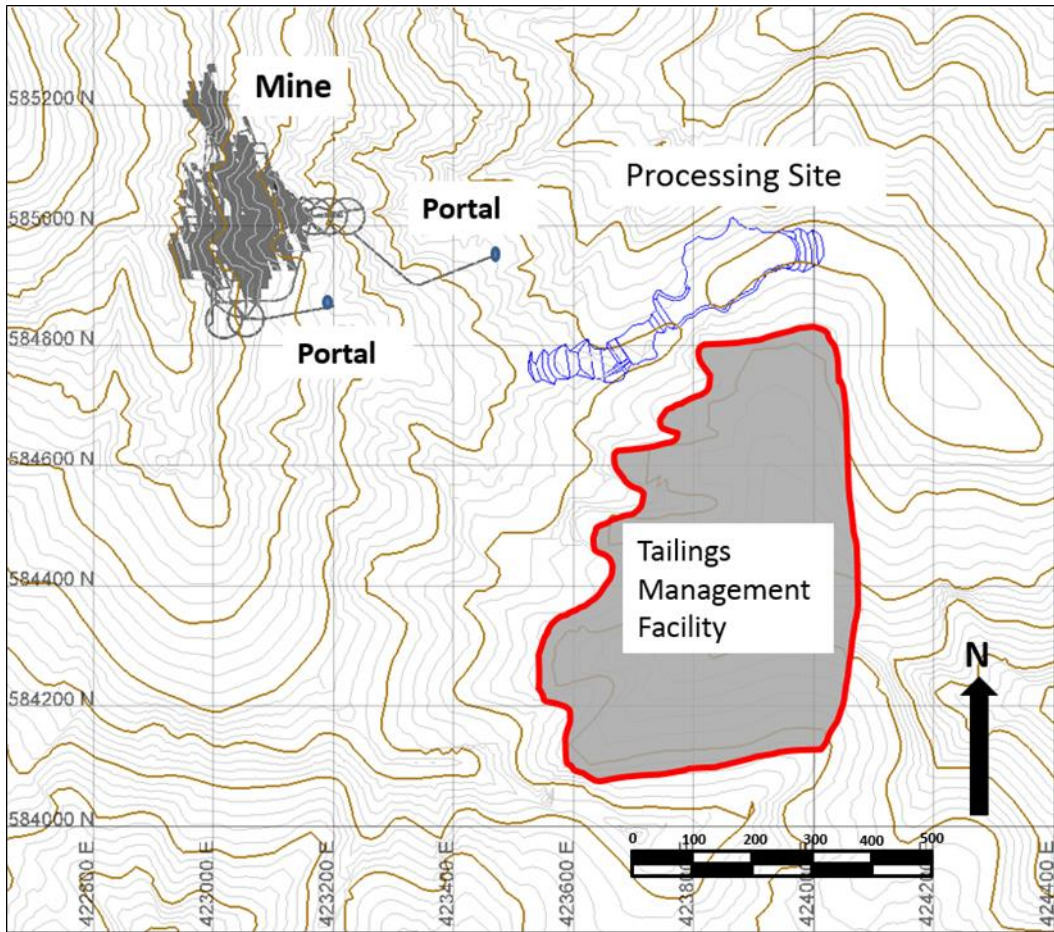 Mine
585200 N
Processing Site
Portal
585000 N
Portal
584800 N
584600 N
Tailings
Management
Facility
584400 N
N
584200 N
584000 N
0 100 200 300 400 500
422800 E
423000 E
423200 E
423400 E
423600 E
423800 E
424000 E
424200 E
424400 E